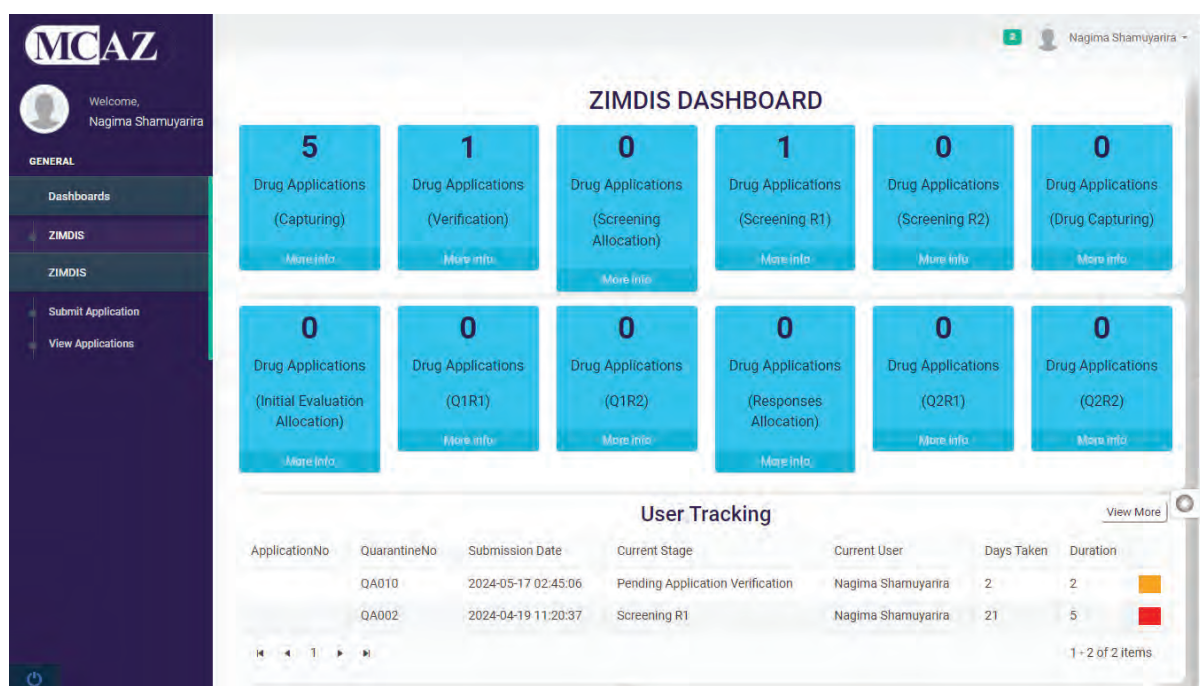 MCAZ
2
Nagima Shamuyarira
Welcome,
Nagima Shamuyarira
GENERAL
Dashboards
ZIMDIS
ZIMDIS
Submit Application
View Applications
ZIMDIS DASHBOARD
5
Drug Applications
(Capturing)
More info
1
Drug Applications
(Verification)
More info
0
Drug Applications
(Screening
Allocation)
More info
1
Drug Applications
(Screening R1)
More info
0
Drug Applications
(Screening R2)
More info
0
Drug Applications
(Drug Capturing)
More info
0
Drug Applications
(Initial Evaluation
Allocation)
More info
0
Drug Applications
(Q1R1)
More info
0
Drug Applications
(Q1R2)
More info
0
Drug Applications
(Responses
Allocation)
More info
0
Drug Applications
(Q2R1)
More info
0
Drug Applications
(Q2R2)
More info
User Tracking
View More
ApplicationNo QuarantineNo Submission Date Current Stage Current User Days Taken Duration
QA010 2024-05-17 02:45:06 Pending Application Verification Nagima Shamuyarira 2 2
QA002 2024-04-19 11:20:37 Screening R1 Nagima Shamuyarira 21 5
1
1 - 2 of 2 items